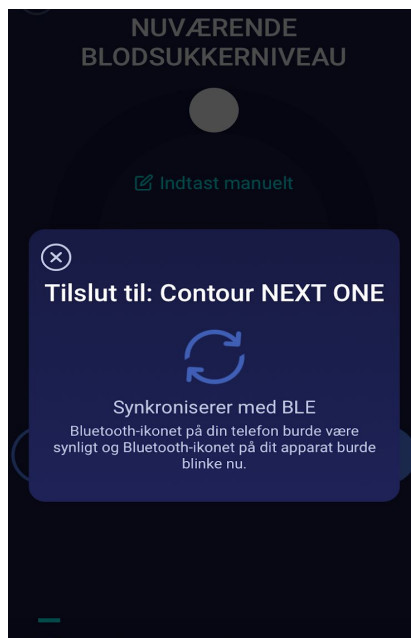 NUVÆRENDE
BLODSUKKERNIVEAU
Indtast manuelt
Tilslut til: Contour NEXT ONE
Synkroniserer med BLE
Bluetooth-ikonet på din telefon burde være
synligt og Bluetooth-ikonet på dit apparat burde
blinke nu.